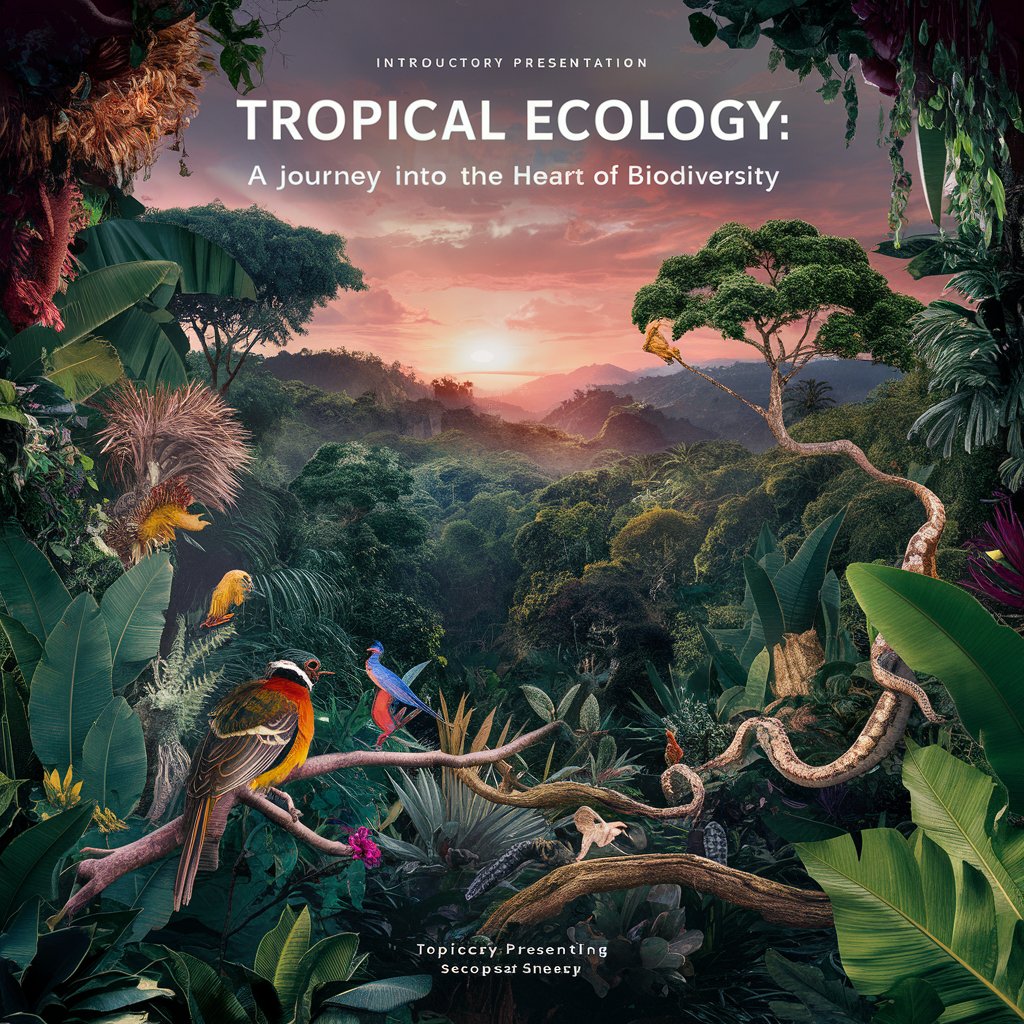 INTRODUCTORY PRESENTATION
TROPICAL ECOLOGY:
A journey into the Heart of Biodiversity
Topiccry Presenting
Secopsat Sneery